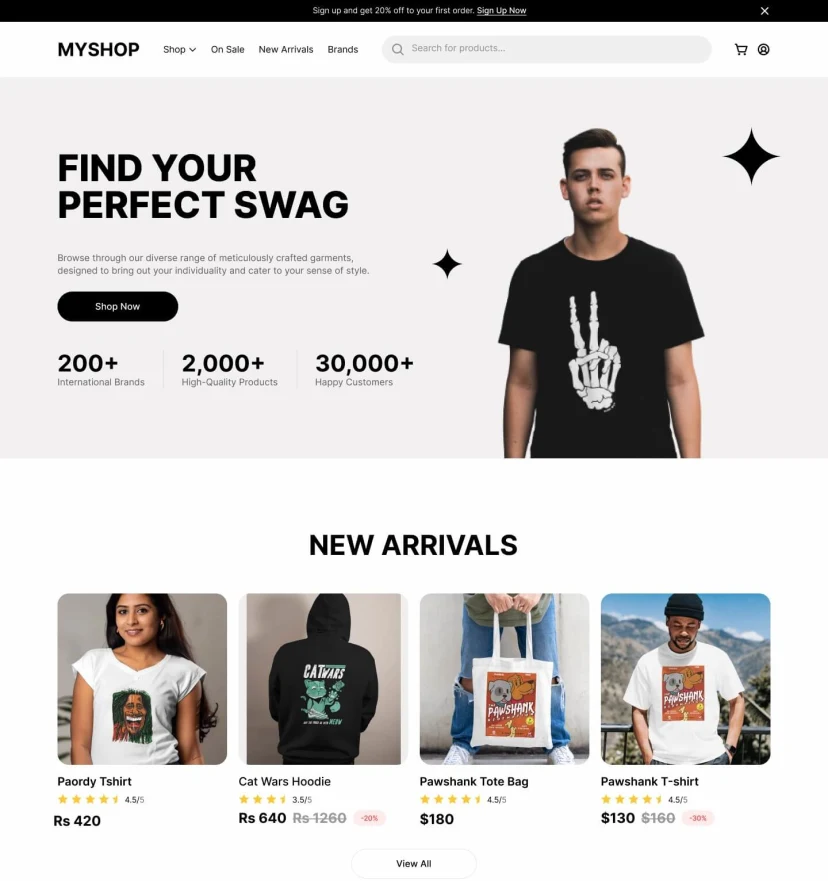 Sign up and get 20% off to your first order. Sign Up Now
MYSHOP
Shop
On Sale
New Arrivals
Brands
Search for products...
FIND YOUR
PERFECT SWAG
Browse through our diverse range of meticulously crafted garments,
designed to bring out your individuality and cater to your sense of style.
Shop Now
200+
International Brands
2,000+
High-Quality Products
30,000+
Happy Customers
NEW ARRIVALS
CATWARS
MEOW
PAWSHANK
PAWSHANK
Paordy Tshirt
4.5/5
Rs 420
Cat Wars Hoodie
3.5/5
Rs 640 Rs 1260 -20%
Pawshank Tote Bag
4.5/5
$180
Pawshank T-shirt
4.5/5
$130 $160 -30%
View All